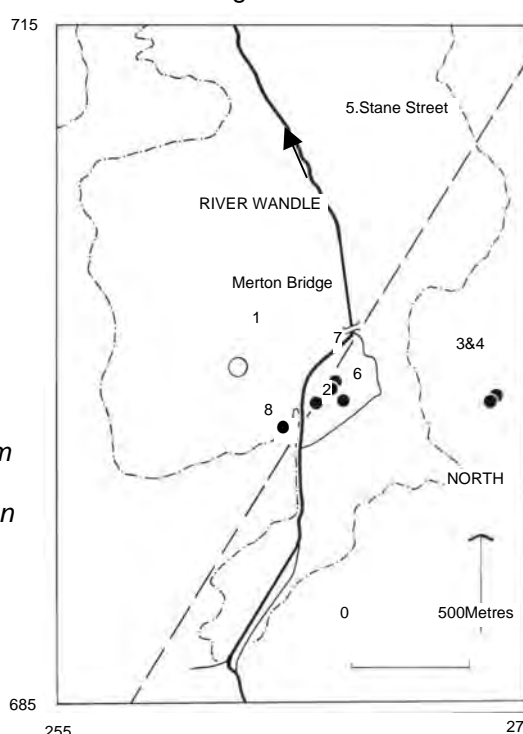 715
5.Stane Street
RIVER WANDLE
Merton Bridge
1
7
3&4
6
2
8
m
NORTH
n
0 500Metres
685
255 27